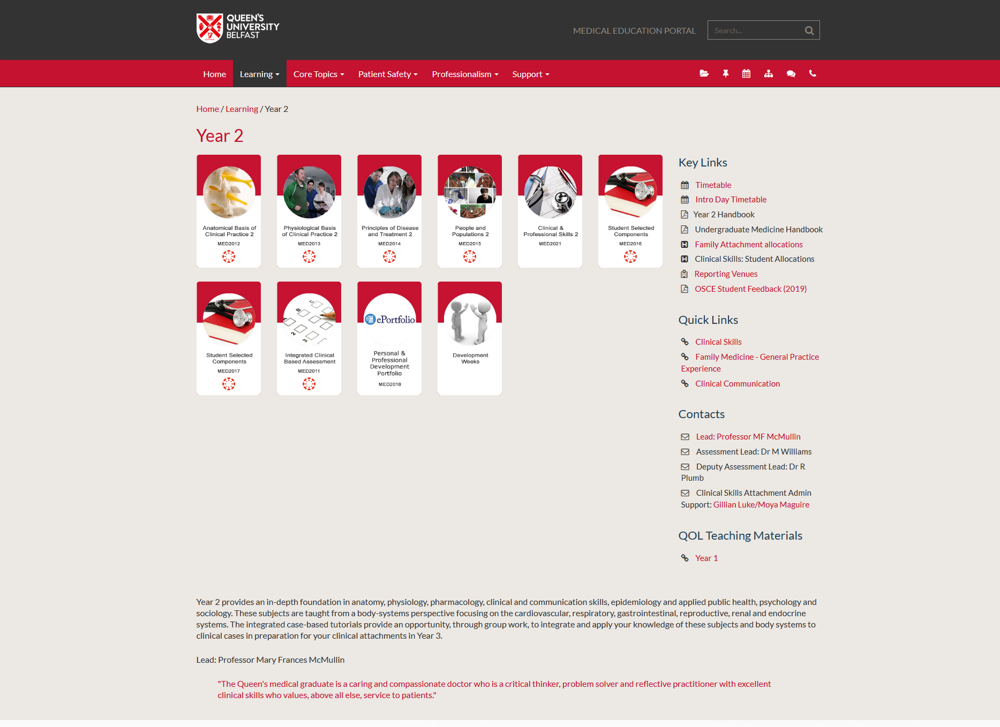 QUEEN'S
UNIVERSITY
BELFAST
MEDICAL EDUCATION PORTAL
Search...
Home
Learning
Core Topics
Patient Safety
Professionalism
Support
Home / Learning / Year 2
Year 2
Anatomical Basis of
Clinical Practice 2
MED2012
Physiological Basis
of Clinical Practice 2
MED2013
Principles of Disease
and Treatment 2
MED2014
People and
Populations 2
MED2015
Clinical &
Professional Skills 2
MED2021
Student Selected
Components
MED2016
Student Selected
Components
MED2017
B
C
A
2
3
Integrated Clinical
Based Assessment
MED2011
ePortfolio
Personal &
Professional
Development
Portfolio
MED2018
Development
Weeks
Key Links
Timetable
Intro Day Timetable
Year 2 Handbook
Undergraduate Medicine Handbook
Family Attachment allocations
Clinical Skills: Student Allocations
Reporting Venues
OSCE Student Feedback (2019)
Quick Links
Clinical Skills
Family Medicine - General Practice
Experience
Clinical Communication
Contacts
Lead: Professor MF McMullin
Assessment Lead: Dr M Williams
Deputy Assessment Lead: Dr R
Plumb
Clinical Skills Attachment Admin
Support: Gillian Luke/Moya Maguire
QOL Teaching Materials
Year 1
Year 2 provides an in-depth foundation in anatomy, physiology, pharmacology, clinical and communication skills, epidemiology and applied public health, psychology and
sociology. These subjects are taught from a body-systems perspective focusing on the cardiovascular, respiratory, gastrointestinal, reproductive, renal and endocrine
systems. The integrated case-based tutorials provide an opportunity, through group work, to integrate and apply your knowledge of these subjects and body systems to
clinical cases in preparation for your clinical attachments in Year 3.
Lead: Professor Mary Frances McMullin
"The Queen's medical graduate is a caring and compassionate doctor who is a critical thinker, problem solver and reflective practitioner with excellent
clinical skills who values, above all else, service to patients."